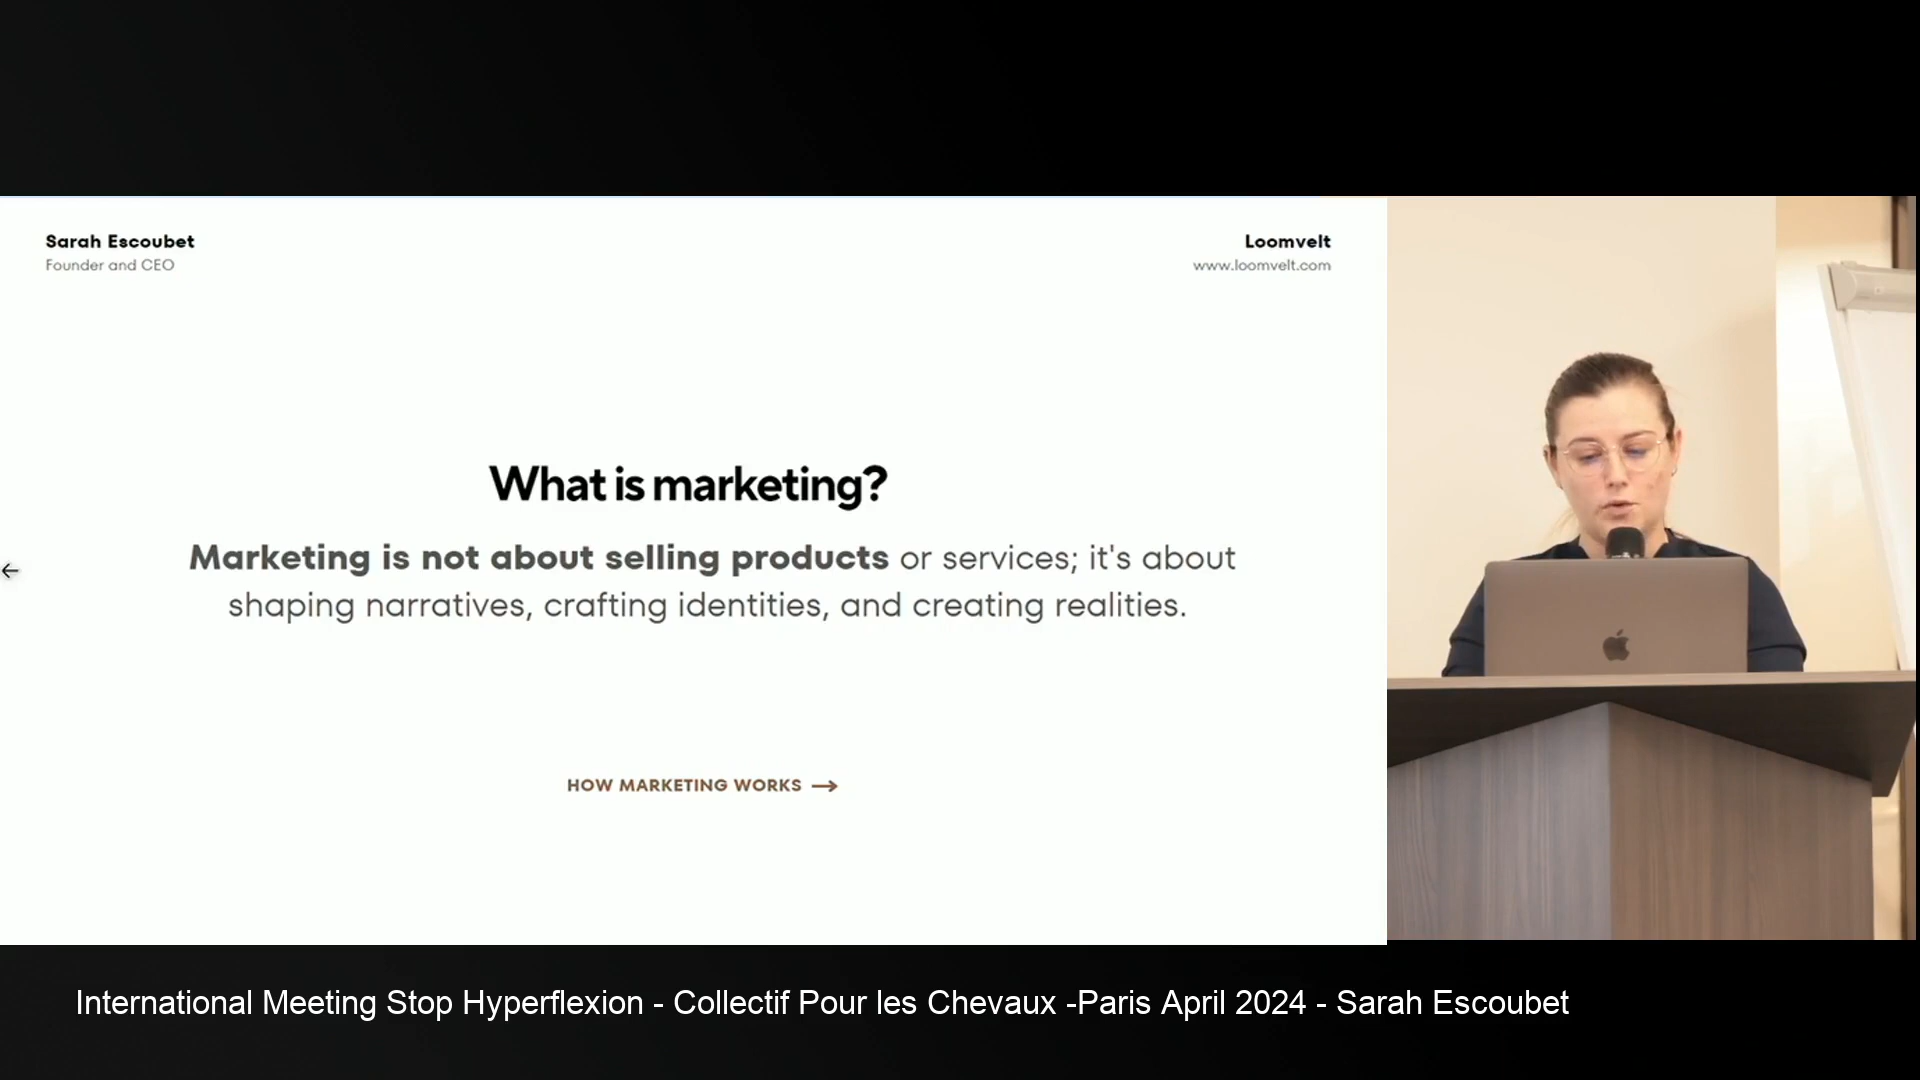 Sarah Escoubet
Founder and CEO
Loomvelt
www.loomvelt.com
What is marketing?
Marketing is not about selling products or services; it's about
shaping narratives, crafting identities, and creating realities.
HOW MARKETING WORKS →
International Meeting Stop Hyperflexion - Collectif Pour les Chevaux -Paris April 2024 - Sarah Escoubet